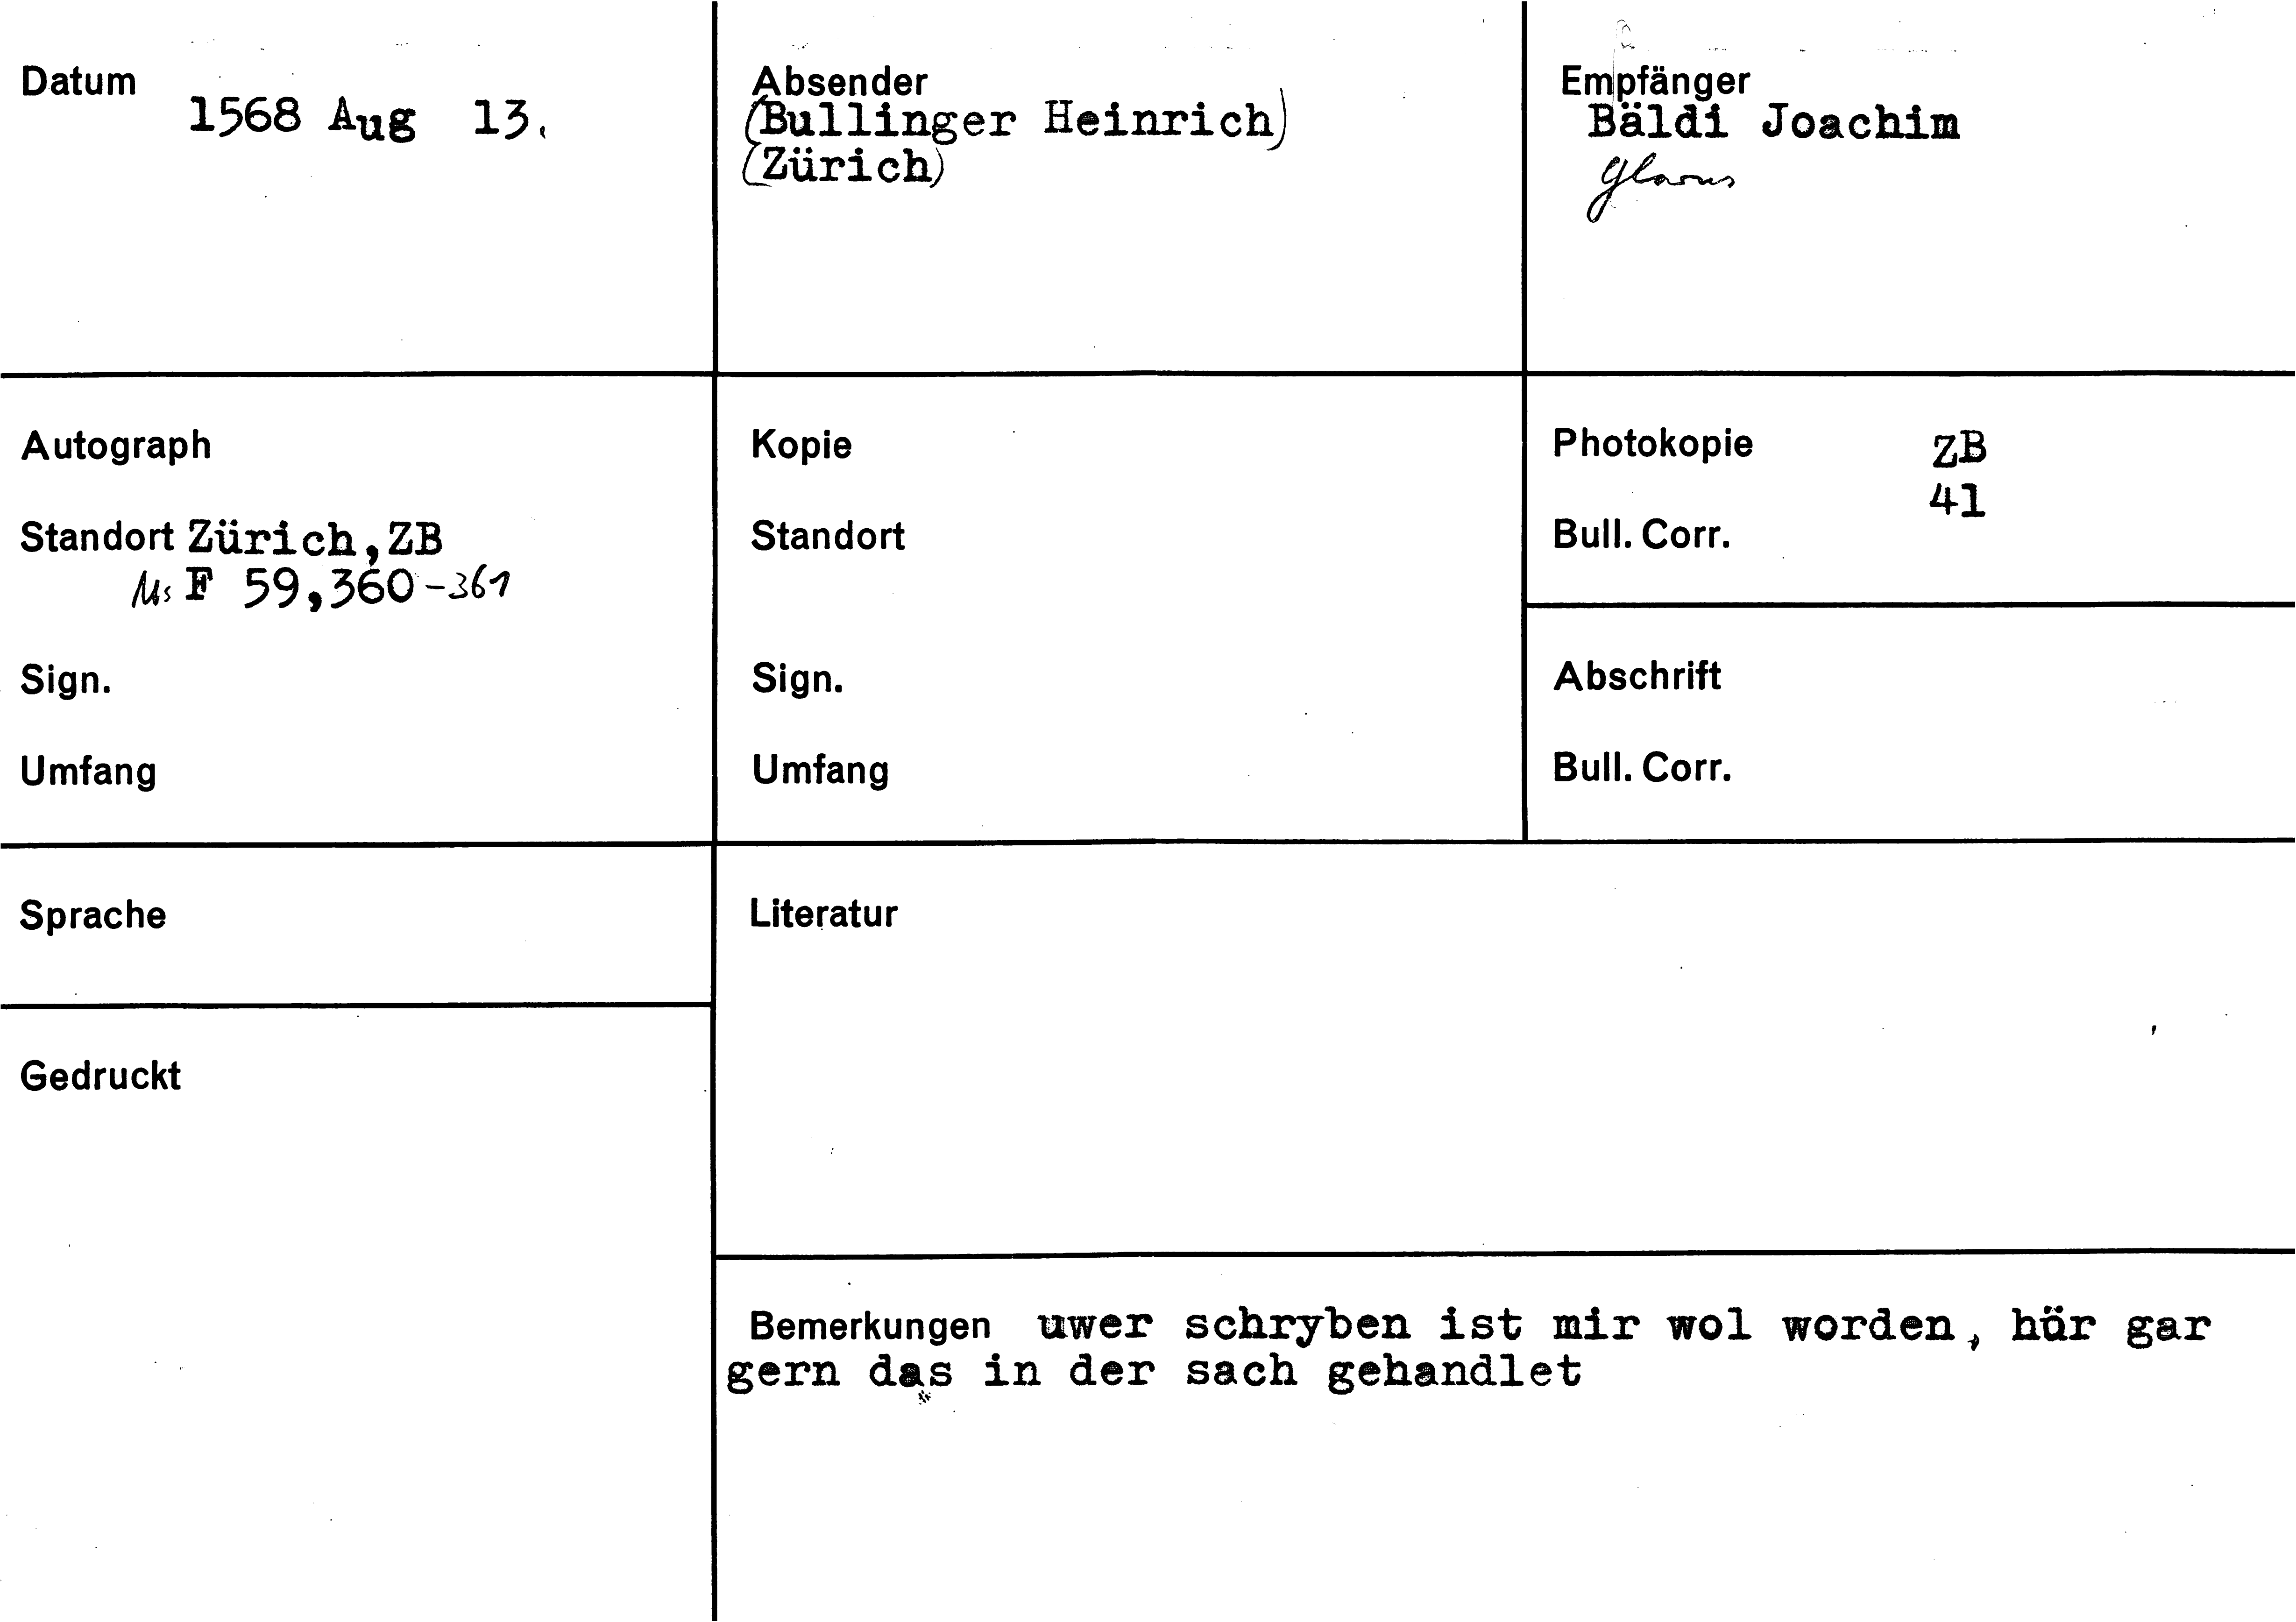 Datum
1568 Aug 13.
Absender
(Bullinger Heinrich)
(Zürich)
Empfänger
Bäldi Joachim
Glarus
Autograph
Standort Zürich, ZB
Ms F 59,360-361
Sign.
Umfang
Kopie
Standort
Sign.
Umfang
Photokopie ZB
41
Bull. Corr.
Abschrift
Bull. Corr.
Sprache
Gedruckt
Literatur
Bemerkungen uwer schryben ist mir wol worden, hör gar
gern das in der sach gehandlet